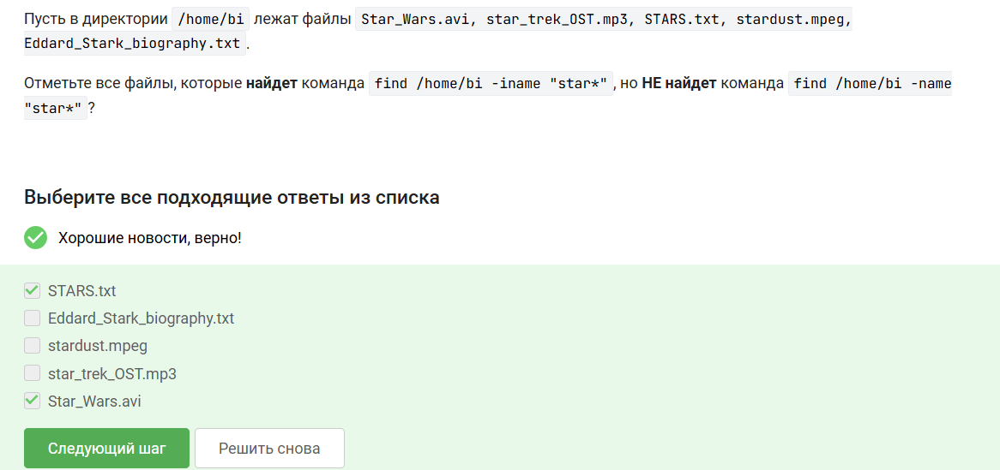 Пусть в директории /home/bi лежат файлы Star_Wars.avi, star_trek_OST.mp3, STARS.txt, stardust.mpeg,
Eddard_Stark_biography.txt.
Отметьте все файлы, которые найдет команда find /home/bi -iname "star*", но НЕ найдет команда find /home/bi -name
"star*"?
Выберите все подходящие ответы из списка
Хорошие новости, верно!
STARS.txt
Eddard_Stark_biography.txt
stardust.mpeg
star_trek_OST.mp3
Star_Wars.avi
Следующий шаг Решить снова